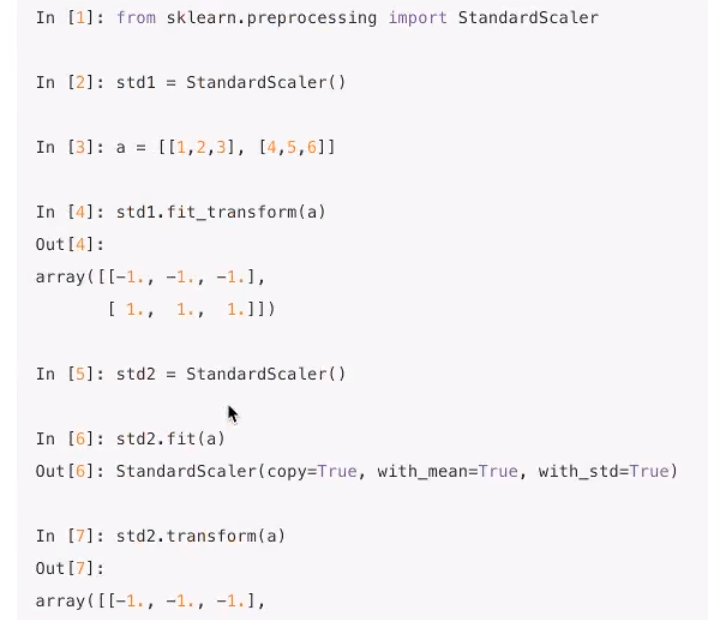 In [1]: from sklearn.preprocessing import StandardScaler
In [2]: std1 = StandardScaler()
In [3]: a = [[1,2,3], [4,5,6]]
In [4]: std1.fit_transform(a)
Out[4]:
array([[-1., -1., -1.],
       [ 1.,  1.,  1.]])
In [5]: std2 = StandardScaler()
In [6]: std2.fit(a)
Out[6]: StandardScaler(copy=True, with_mean=True, with_std=True)
In [7]: std2.transform(a)
Out[7]:
array([[-1., -1., -1.],